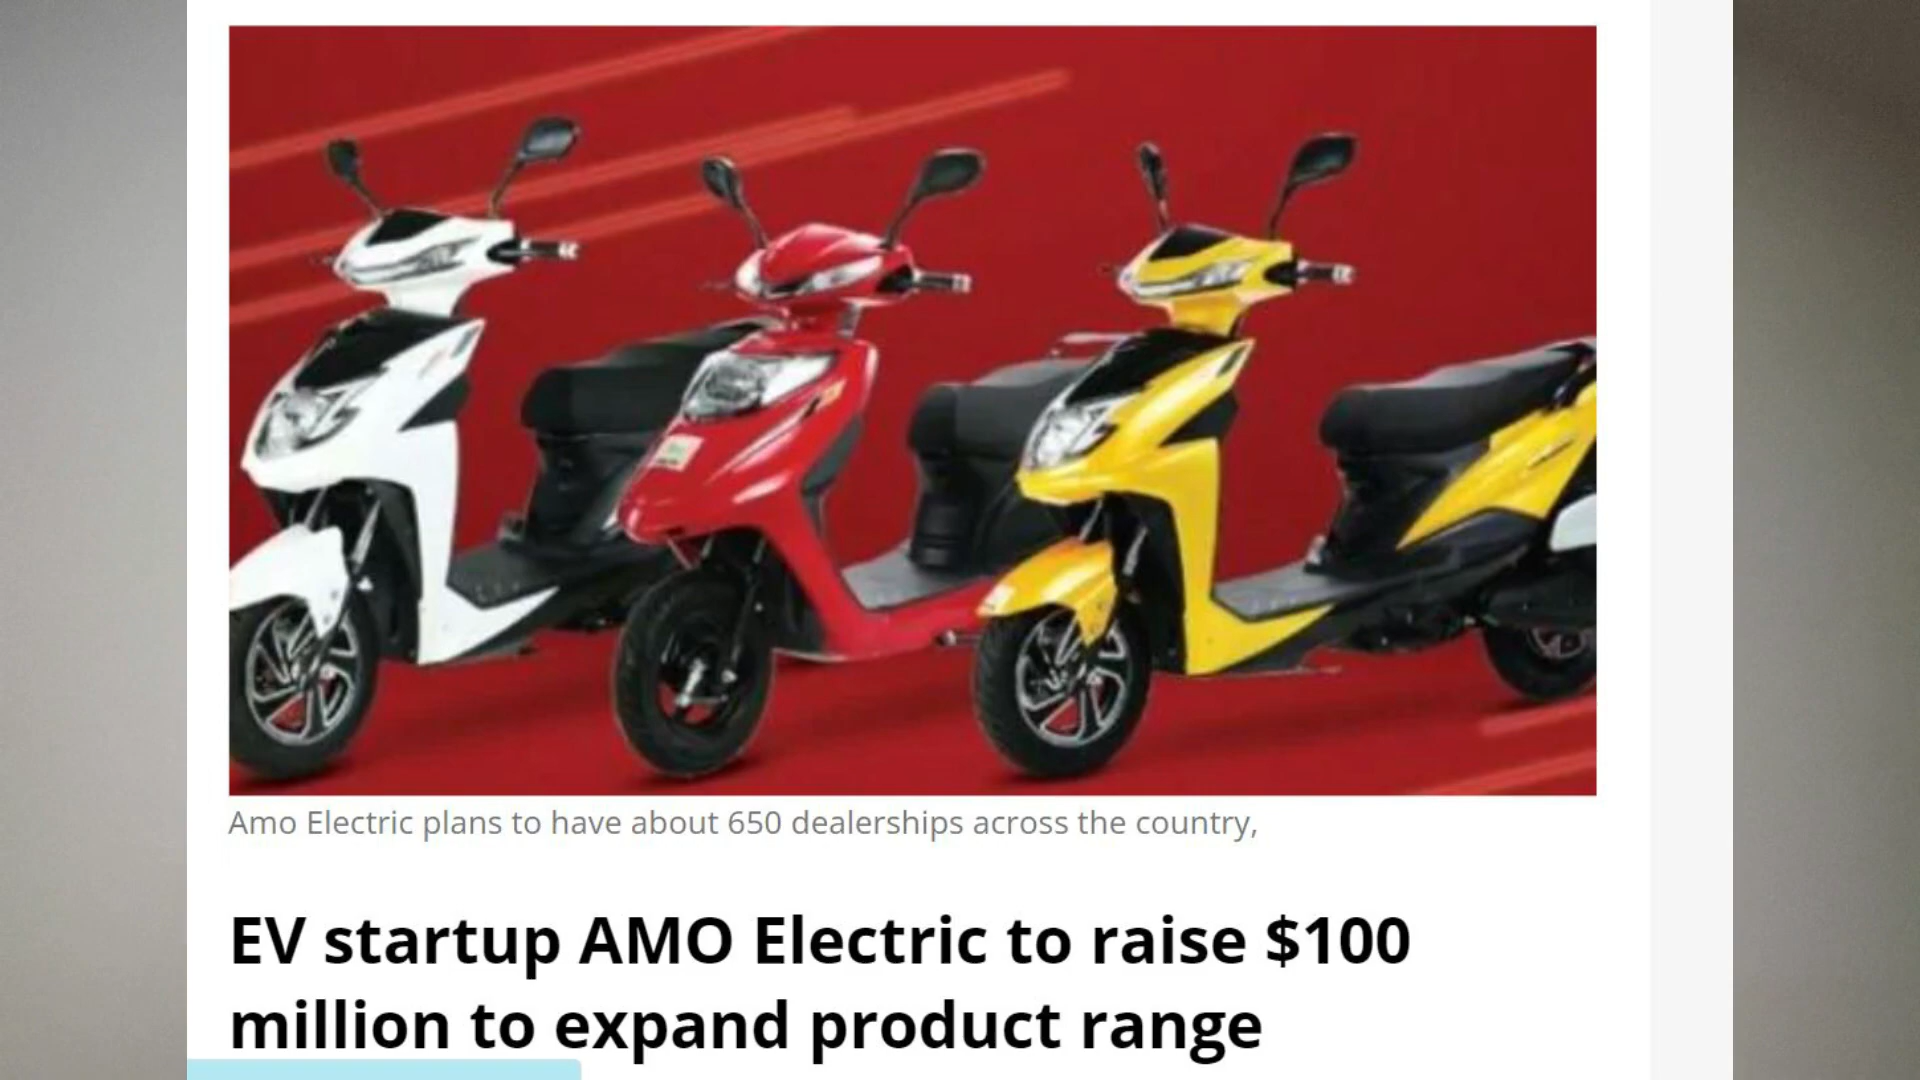 Amo Electric plans to have about 650 dealerships across the country,
EV startup AMO Electric to raise $100
million to expand product range